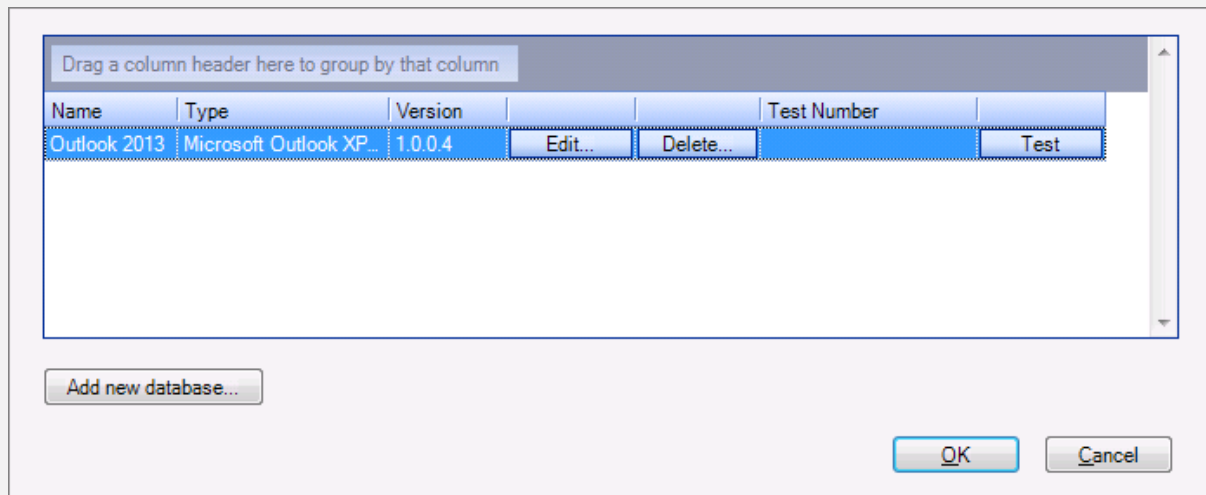 Drag a column header here to group by that column
Name Type Version Test Number
Outlook 2013 Microsoft Outlook XP... 1.0.0.4 Edit... Delete... Test
Add new database...
OK Cancel